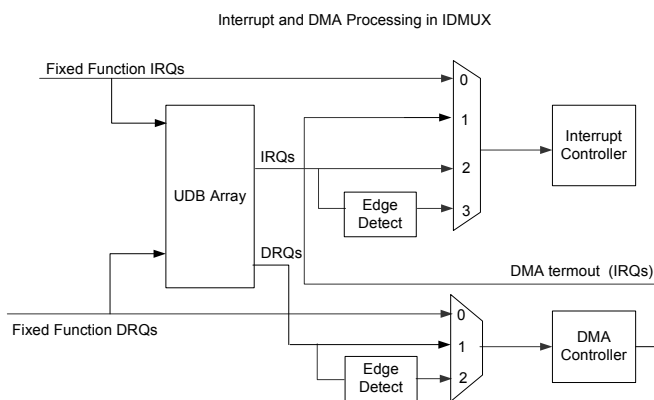 Interrupt and DMA Processing in IDMUX
Fixed Function IRQs
0
1
Interrupt
Controller
IRQs
2
UDB Array
Edge
Detect
3
DRQs
DMA termout (IRQs)
Fixed Function DRQs
0
1
DMA
Controller
Edge
Detect
2